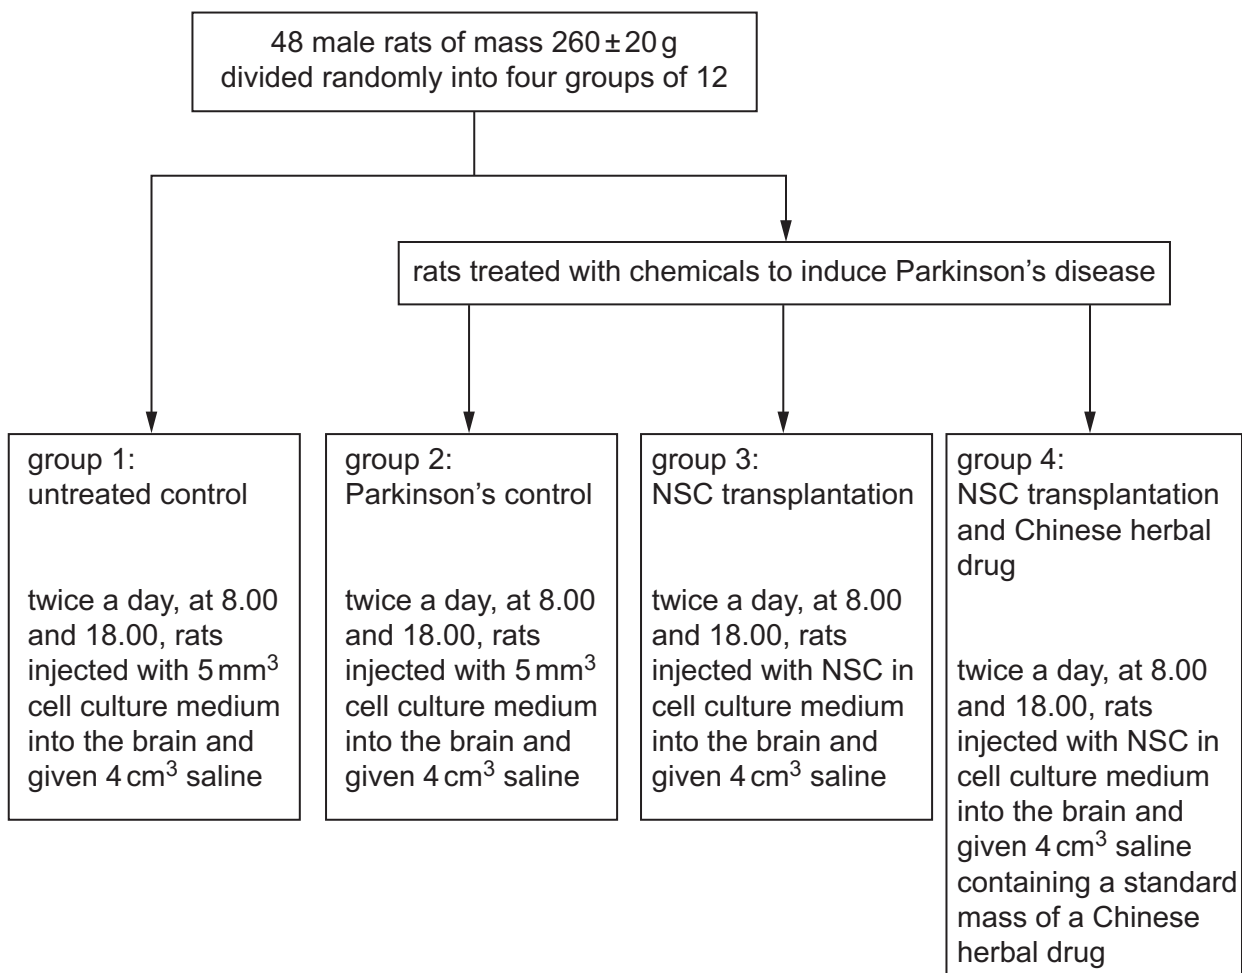 48 male rats of mass 260 ± 20 g
divided randomly into four groups of 12
rats treated with chemicals to induce Parkinson’s disease
group 1:
untreated control
twice a day, at 8.00
and 18.00, rats
injected with 5 mm³
cell culture medium
into the brain and
given 4 cm³ saline
group 2:
Parkinson’s control
twice a day, at 8.00
and 18.00, rats
injected with 5 mm³
cell culture medium
into the brain and
given 4 cm³ saline
group 3:
NSC transplantation
twice a day, at 8.00
and 18.00, rats
injected with NSC in
cell culture medium
into the brain and
given 4 cm³ saline
group 4:
NSC transplantation
and Chinese herbal
drug
twice a day, at 8.00
and 18.00, rats
injected with NSC in
cell culture medium
into the brain and
given 4 cm³ saline
containing a standard
mass of a Chinese
herbal drug